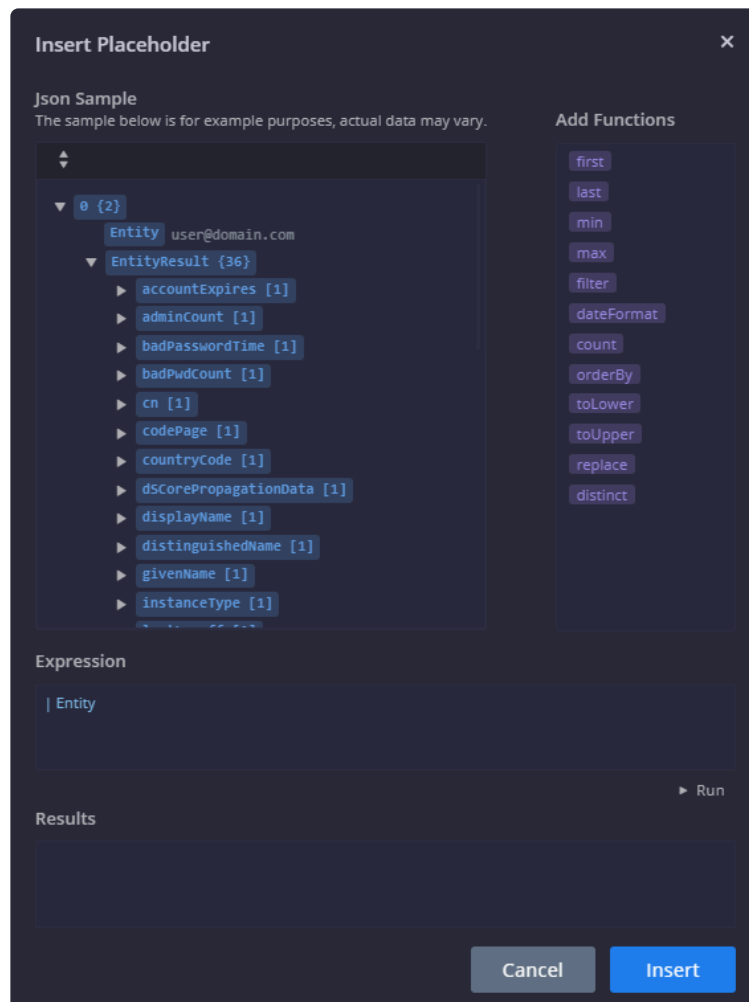 Insert Placeholder
Json Sample
The sample below is for example purposes, actual data may vary.
0 {2}
Entity user@domain.com
EntityResult {36}
accountExpires [1]
adminCount [1]
badPasswordTime [1]
badPwdCount [1]
cn [1]
codePage [1]
countryCode [1]
dSCorePropagationData [1]
displayName [1]
distinguishedName [1]
givenName [1]
instanceType [1]
Add Functions
first
last
min
max
filter
dateFormat
count
orderBy
toLower
toUpper
replace
distinct
Expression
| Entity
Run
Results
Cancel
Insert